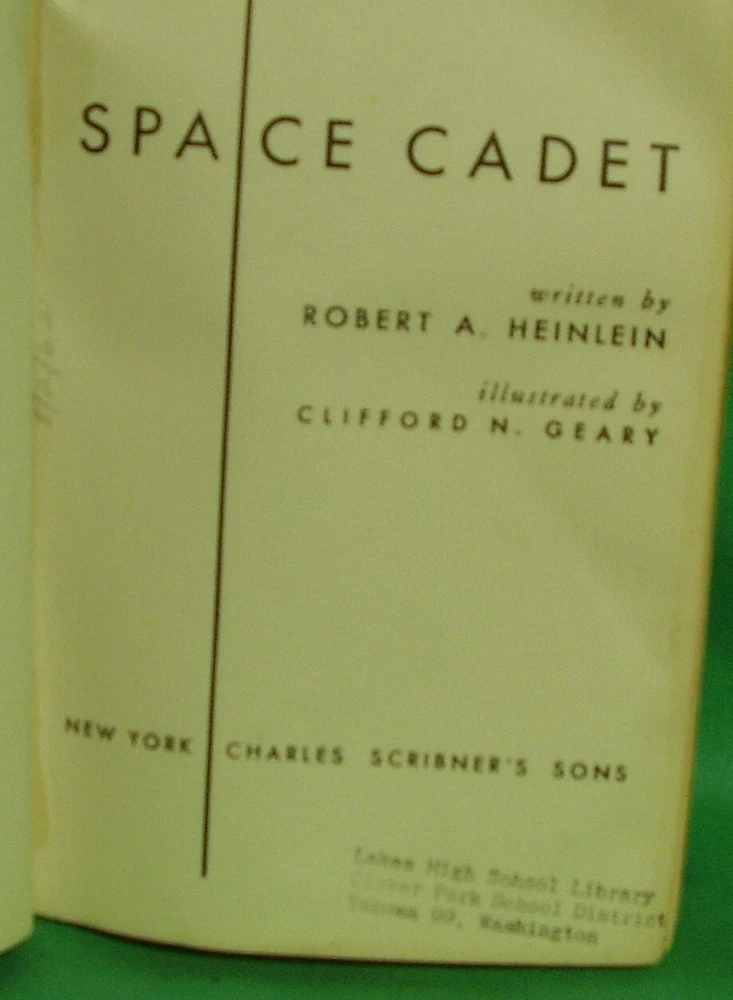 SPACE CADET
written by
ROBERT A. HEINLEIN
illustrated by
CLIFFORD N. GEARY
NEW YORK CHARLES SCRIBNER'S SONS
Lakes High School Library
Clover Park School District
Tacoma 99, Washington